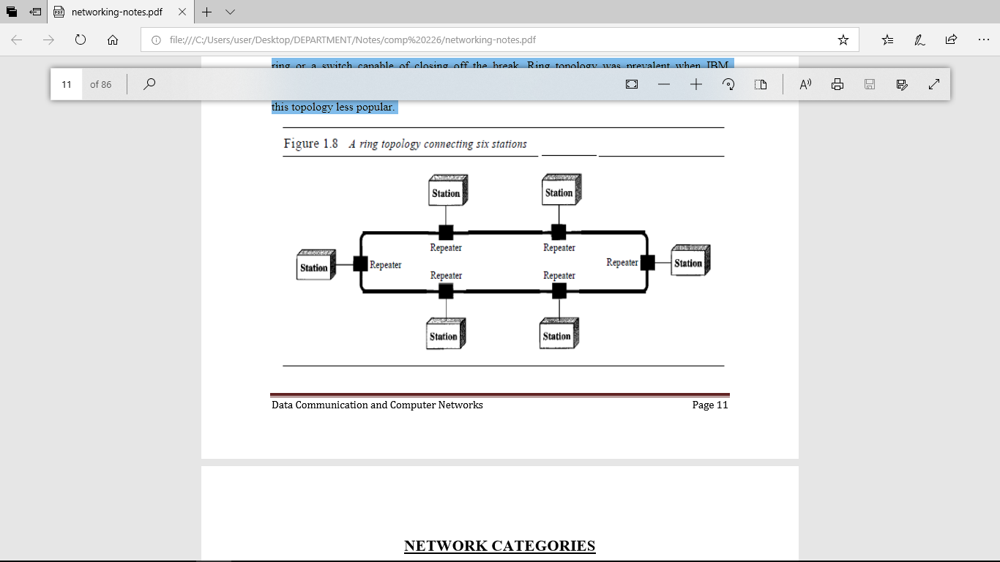 networking-notes.pdf
file:///C:/Users/user/Desktop/DEPARTMENT/Notes/comp%20226/networking-notes.pdf
ring or a switch capable of closing off the break. Ring topology was prevalent when IBM
11 of 86
this topology less popular.
Figure 1.8 A ring topology connecting six stations
Station Station
Repeater Repeater
Station Repeater Repeater Station
Repeater Repeater
Station Station
Data Communication and Computer Networks Page 11
NETWORK CATEGORIES